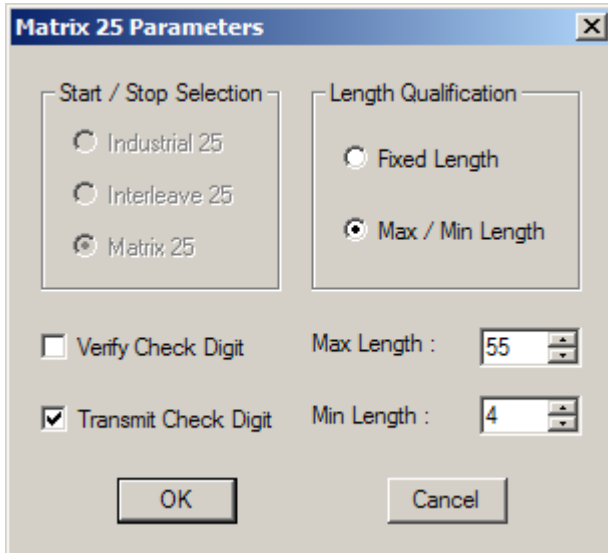 Matrix 25 Parameters
Start / Stop Selection
Industrial 25
Interleave 25
Matrix 25
Length Qualification
Fixed Length
Max / Min Length
Verify Check Digit
Transmit Check Digit
Max Length : 55
Min Length : 4
OK
Cancel